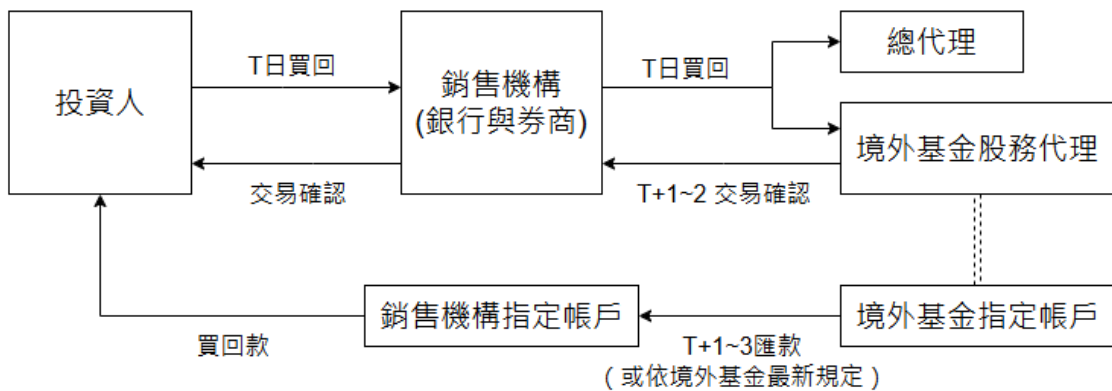 投資人
T日買回
銷售機構
(銀行與券商)
T日買回
總代理
境外基金股務代理
交易確認
T+1~2 交易確認
銷售機構指定帳戶
境外基金指定帳戶
買回款
T+1~3匯款
(或依境外基金最新規定)